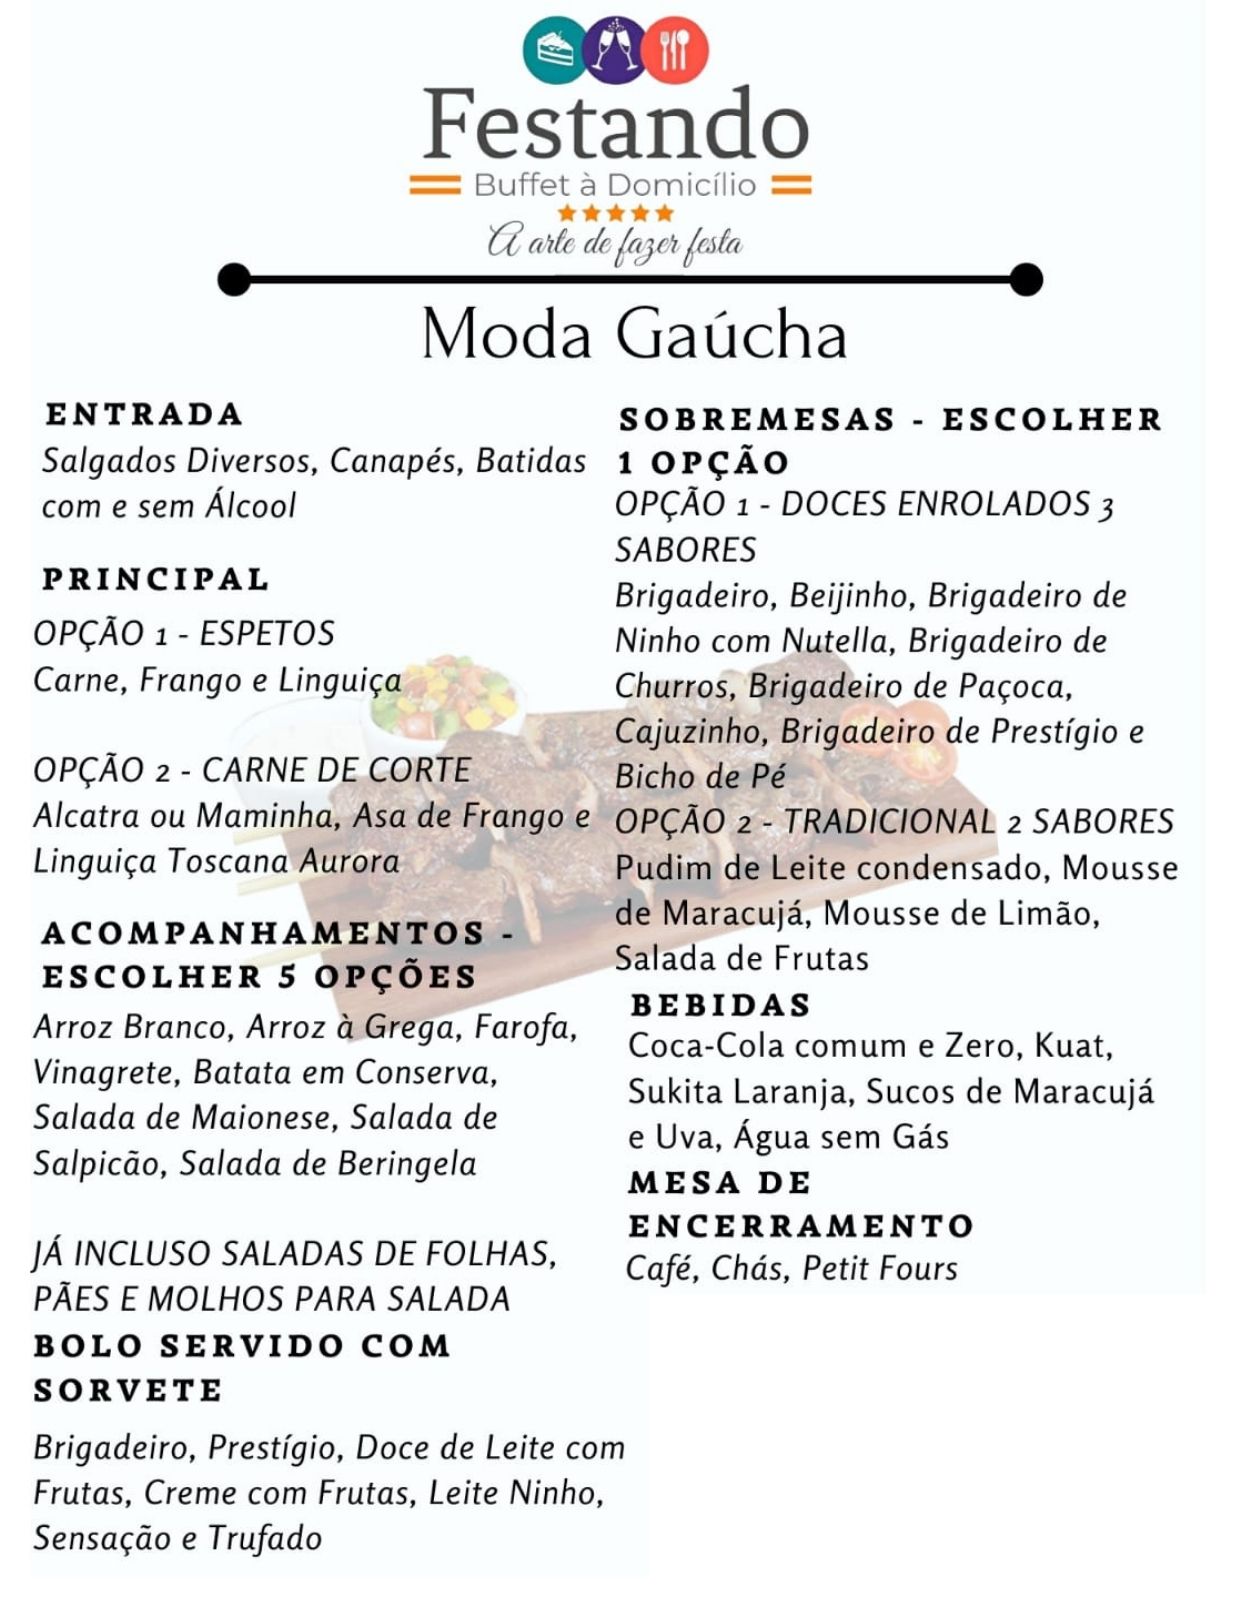 Festando
Buffet à Domicílio
A arte de fazer festa
Moda Gaúcha
ENTRADA
Salgados Diversos, Canapés, Batidas
com e sem Álcool
PRINCIPAL
OPÇÃO 1 - ESPETOS
Carne, Frango e Linguiça
OPÇÃO 2 - CARNE DE CORTE
Alcatra ou Maminha, Asa de Frango e
Linguiça Toscana Aurora
ACOMPANHAMENTOS -
ESCOLHER 5 OPÇÕES
Arroz Branco, Arroz à Grega, Farofa,
Vinagrete, Batata em Conserva,
Salada de Maionese, Salada de
Salpicão, Salada de Beringela
JÁ INCLUSO SALADAS DE FOLHAS,
PÃES E MOLHOS PARA SALADA
BOLO SERVIDO COM
SORVETE
Brigadeiro, Prestígio, Doce de Leite com
Frutas, Creme com Frutas, Leite Ninho,
Sensação e Trufado
SOBREMESAS - ESCOLHER
1 OPÇÃO
OPÇÃO 1 - DOCES ENROLADOS 3
SABORES
Brigadeiro, Beijinho, Brigadeiro de
Ninho com Nutella, Brigadeiro de
Churros, Brigadeiro de Paçoca,
Cajuzinho, Brigadeiro de Prestígio e
Bicho de Pé
OPÇÃO 2 - TRADICIONAL 2 SABORES
Pudim de Leite condensado, Mousse
de Maracujá, Mousse de Limão,
Salada de Frutas
BEBIDAS
Coca-Cola comum e Zero, Kuat,
Sukita Laranja, Sucos de Maracujá
e Uva, Água sem Gás
MESA DE
ENCERRAMENTO
Café, Chás, Petit Fours